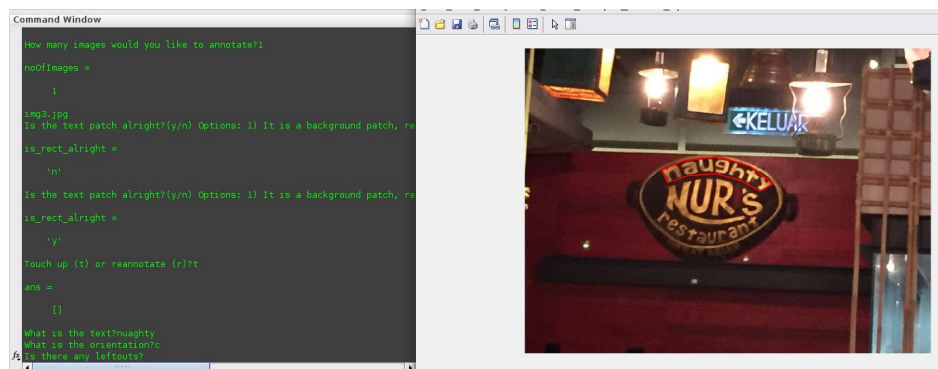 Command Window
How many images would you like to annotate?1
noOfImages =
1
img3.jpg
Is the text patch alright?(y/n) Options: 1) It is a background patch, re
is_rect_alright =
'n'
Is the text patch alright?(y/n) Options: 1) It is a background patch, re
is_rect_alright =
'y'
Touch up (t) or reannotate (r)?t
ans =
[]
What is the text?nuaghty
What is the orientation?c
fx Is there any leftouts?
KELUAR
naughty
NUR'S
restaurant